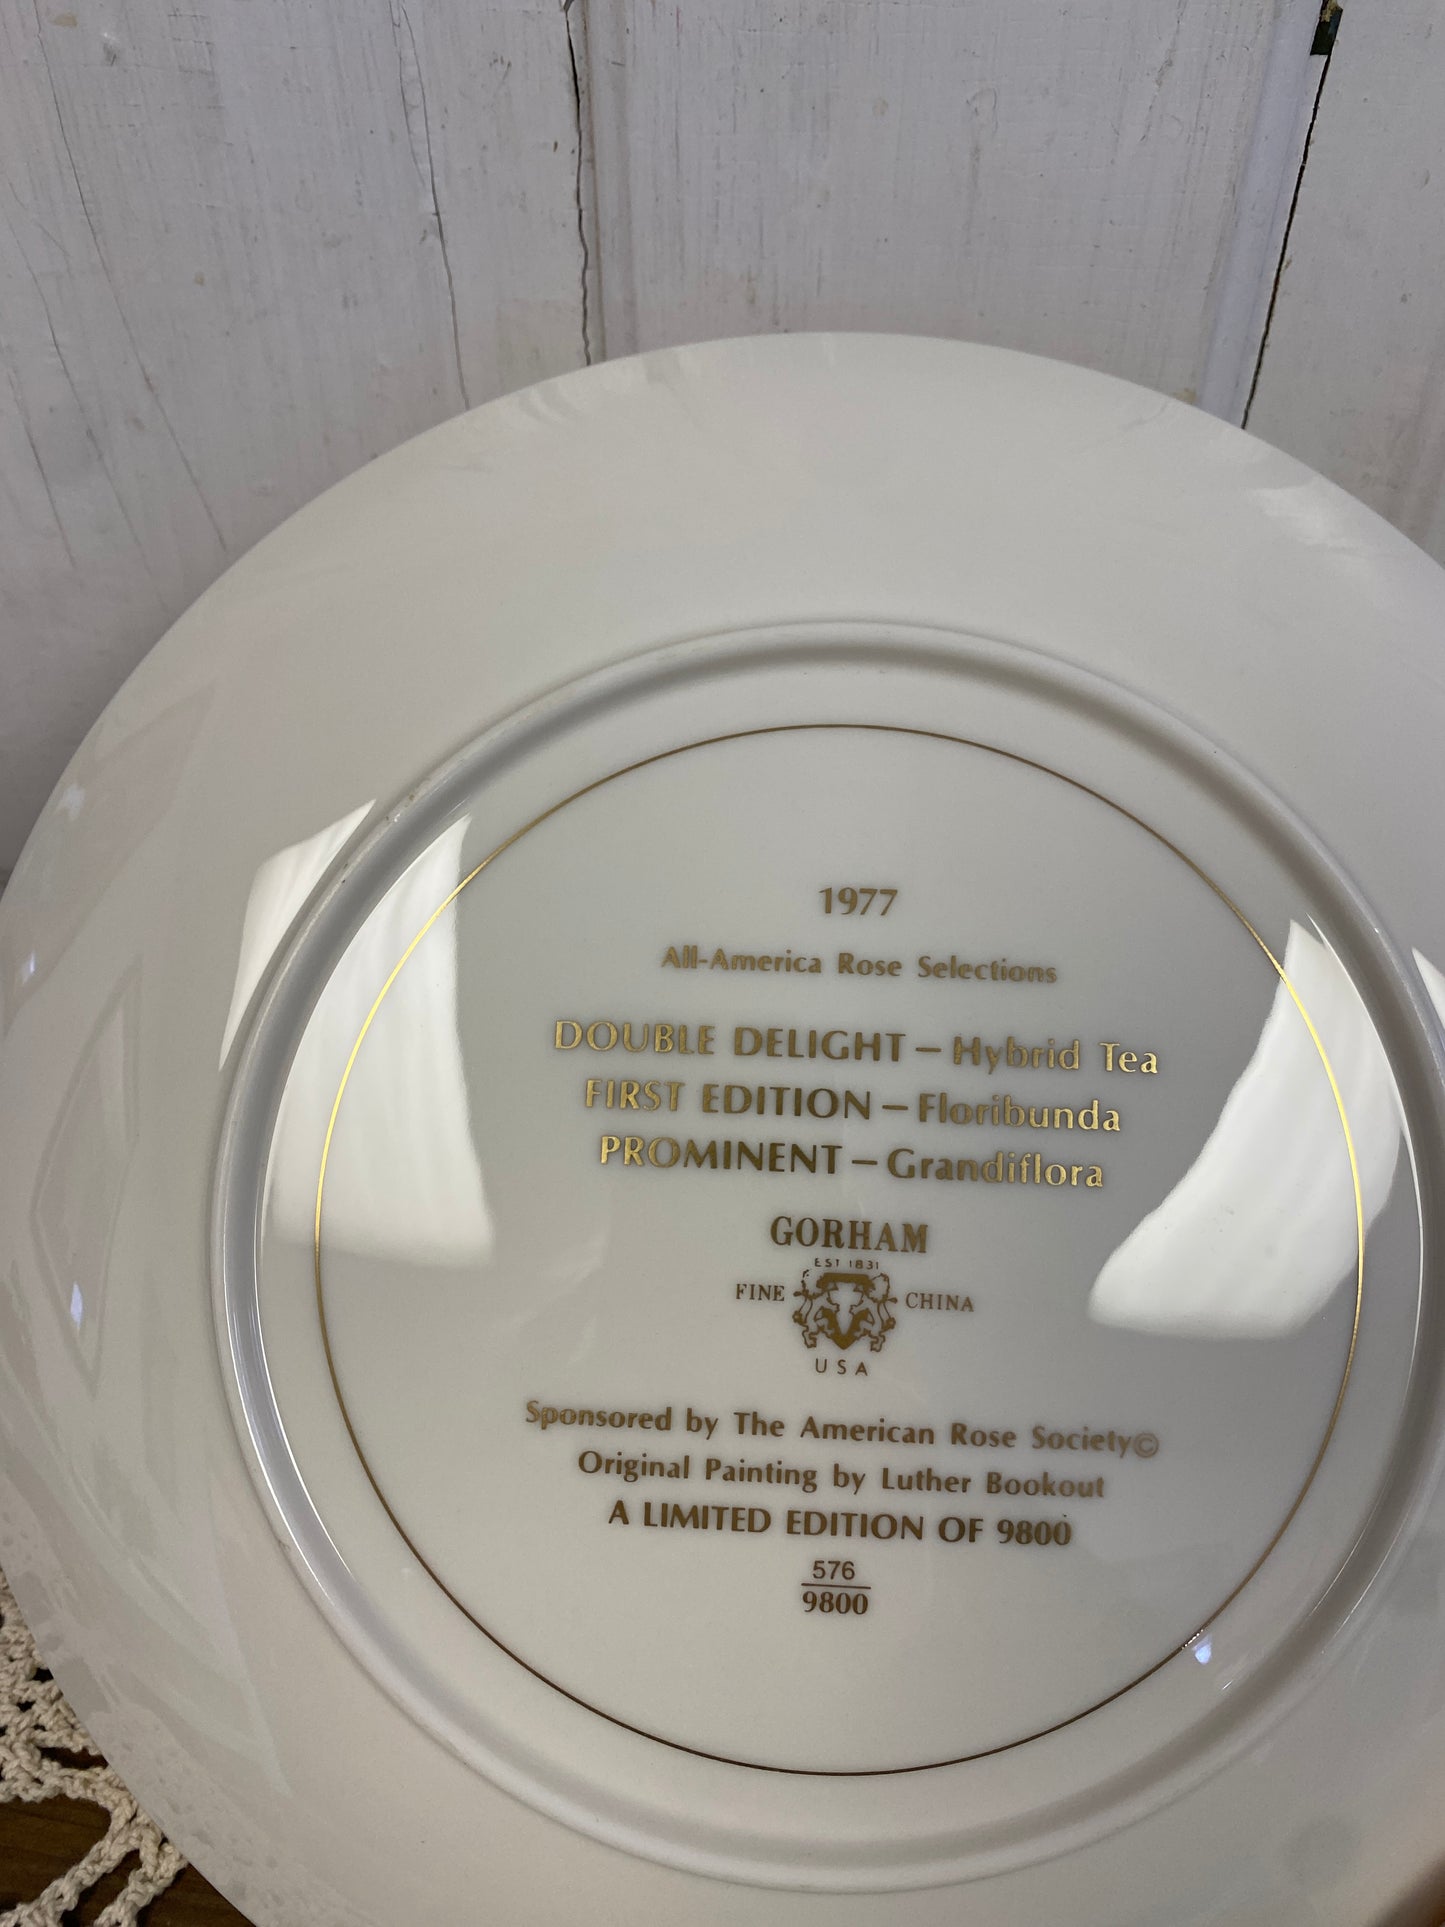 1977
All-America Rose Selections
DOUBLE DELIGHT – Hybrid Tea
FIRST EDITION – Floribunda
PROMINENT – Grandiflora
GORHAM
EST 1831
FINE CHINA
USA
Sponsored by The American Rose Society©
Original Painting by Luther Bookout
A LIMITED EDITION OF 9800
576
9800